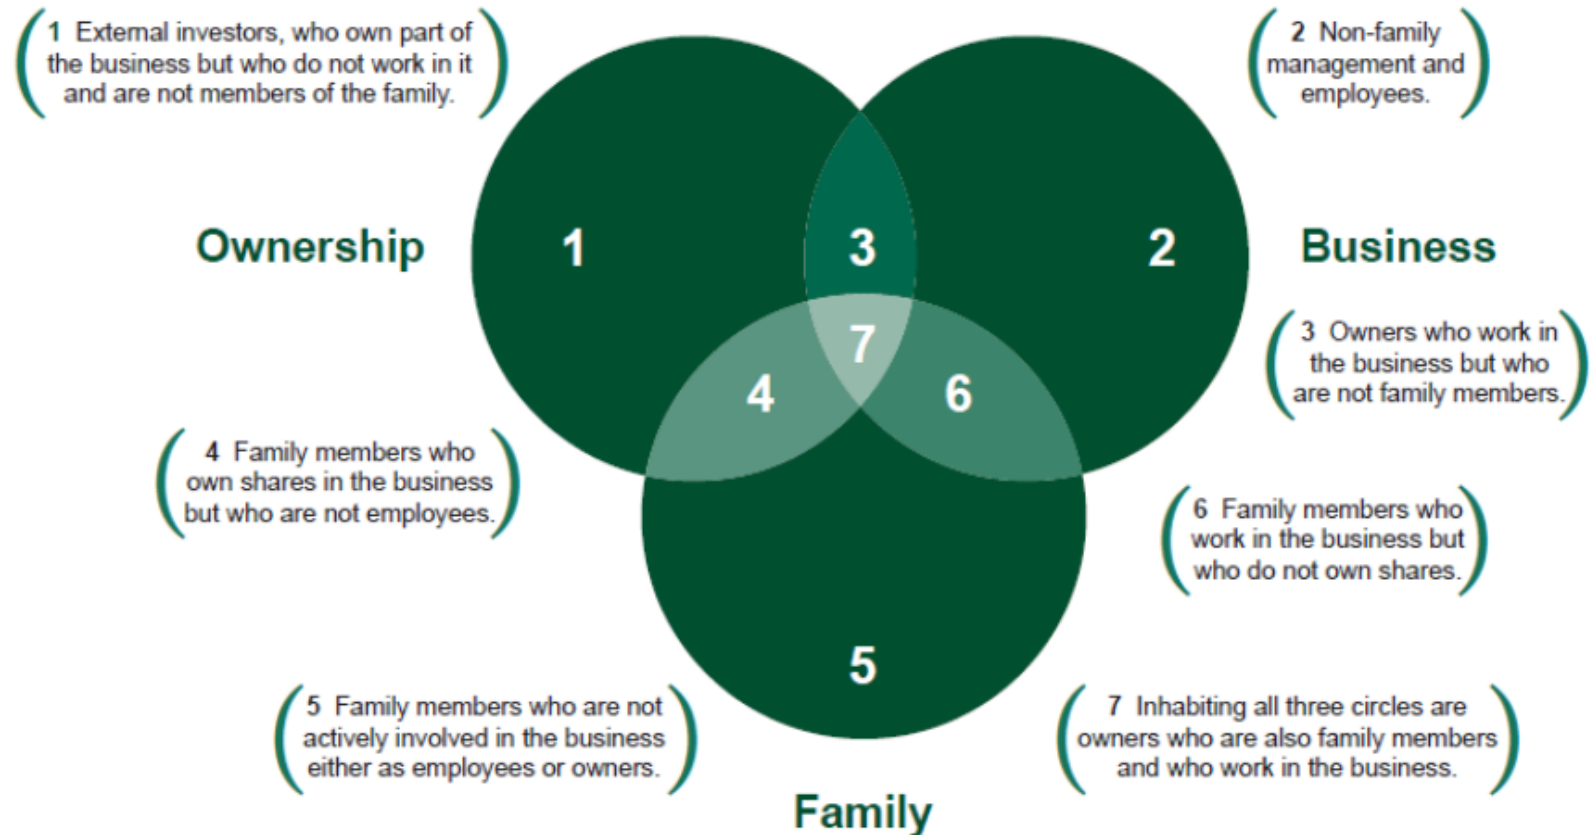 1 External investors, who own part of
the business but who do not work in it
and are not members of the family.
2 Non-family
management and
employees.
Ownership
1
3
2
Business
7
4
6
3 Owners who work in
the business but who
are not family members.
4 Family members who
own shares in the business
but who are not employees.
6 Family members who
work in the business but
who do not own shares.
5
5 Family members who are not
actively involved in the business
either as employees or owners.
7 Inhabiting all three circles are
owners who are also family members
and who work in the business.
Family